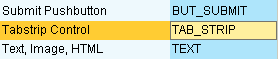 Submit Pushbutton BUT_SUBMIT
Tabstrip Control TAB_STRIP
Text, Image, HTML TEXT